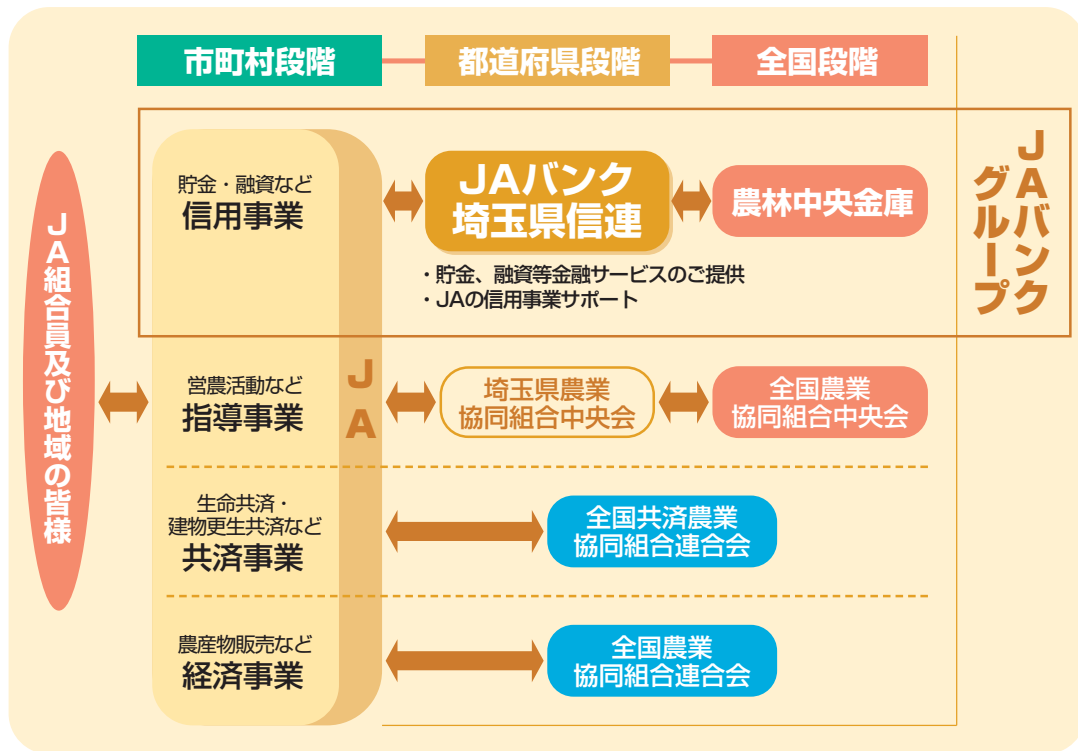 市町村段階
都道府県段階
全国段階
JA組合員及び地域の皆様
貯金・融資など
信用事業
JAバンク
埼玉県信連
農林中央金庫
・貯金、融資等金融サービスのご提供
・JAの信用事業サポート
JAバンク
グループ
JA
営農活動など
指導事業
埼玉県農業
協同組合中央会
全国農業
協同組合中央会
生命共済・
建物更生共済など
共済事業
全国共済農業
協同組合連合会
農産物販売など
経済事業
全国農業
協同組合連合会